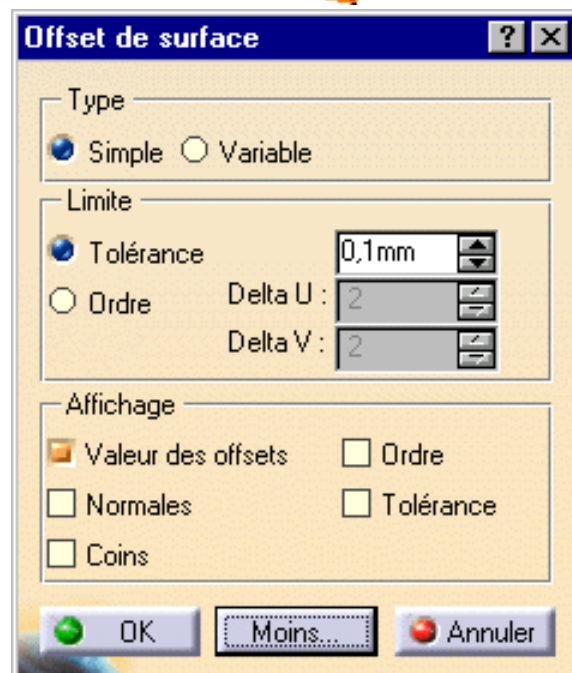 Offset de surface ? X
Type
Simple Variable
Limite
Tolérance 0,1mm
Ordre Delta U : 2
Delta V : 2
Affichage
Valeur des offsets Ordre
Normales Tolérance
Coins
OK Moins... Annuler